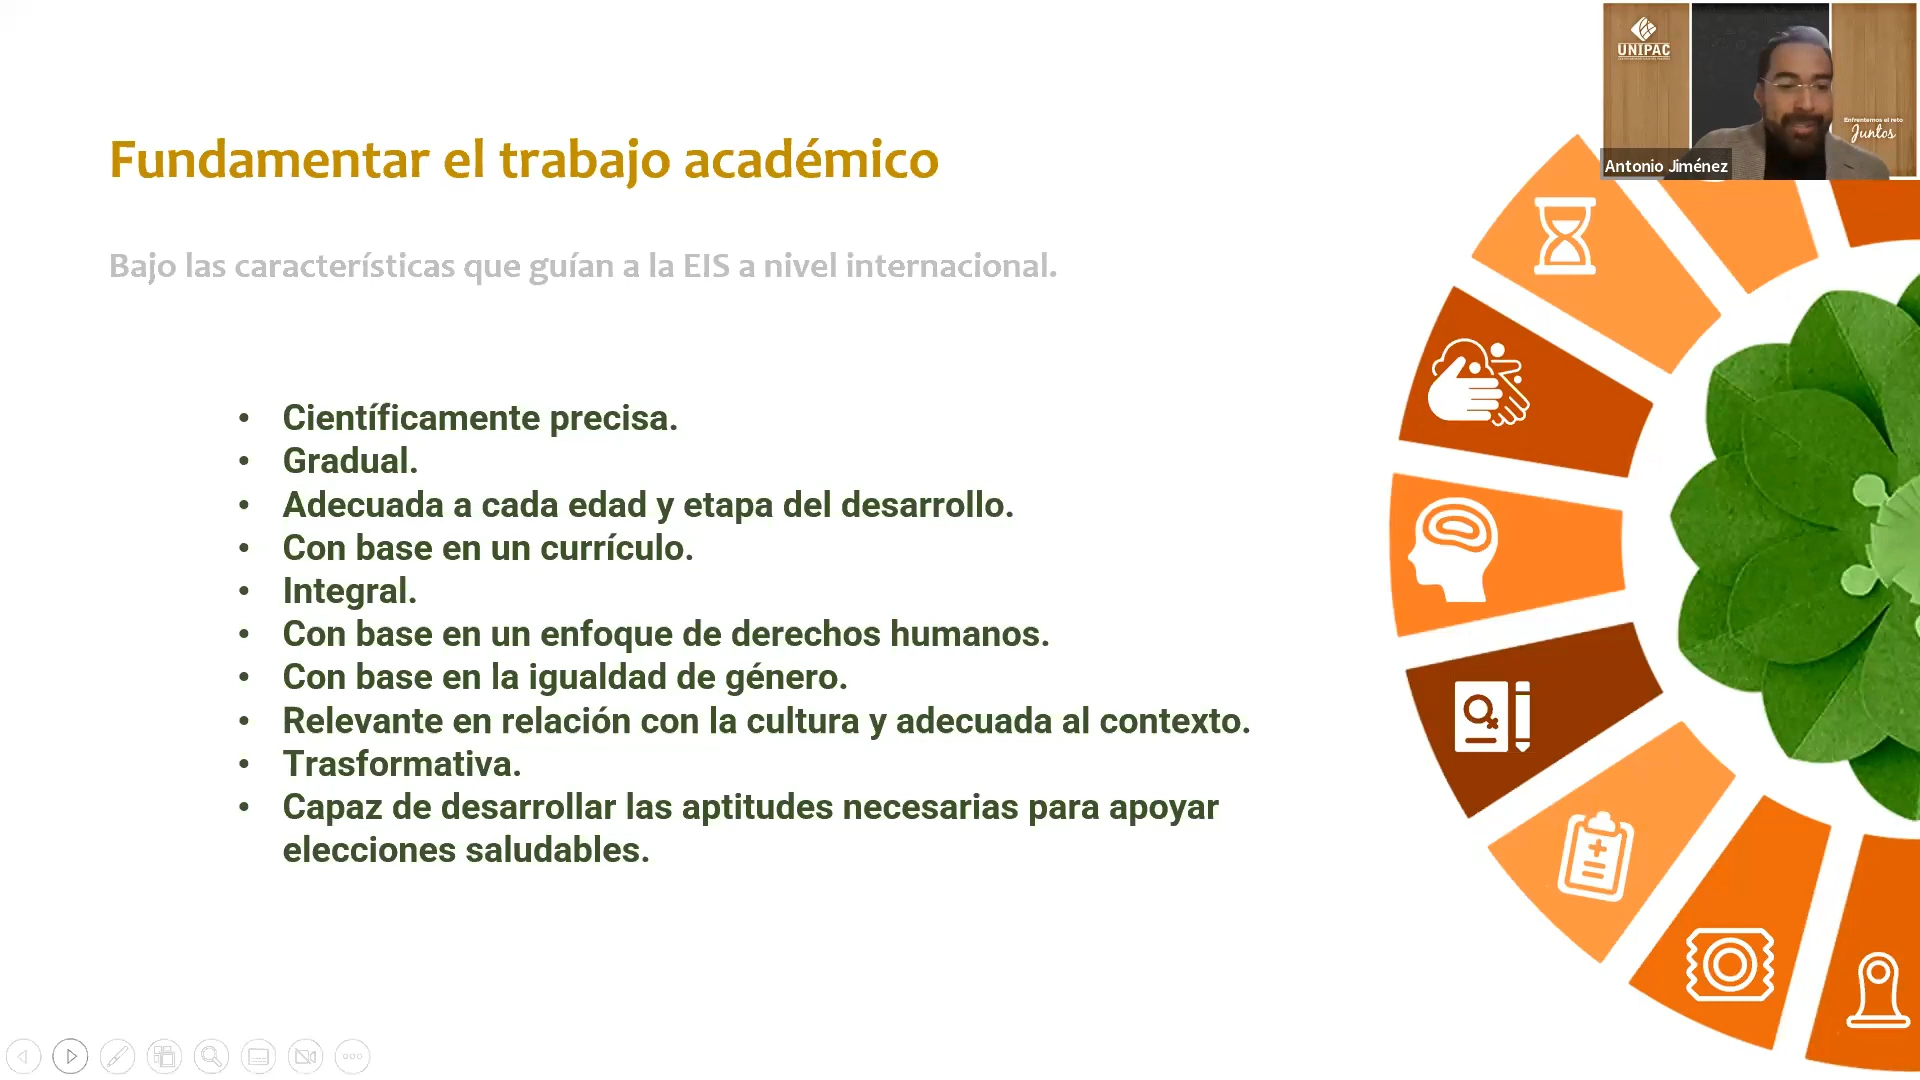 UNIPAC
Enfrentemos el reto
Juntos
Antonio Jiménez
Fundamentar el trabajo académico
Bajo las características que guían a la EIS a nivel internacional.
• Científicamente precisa.
• Gradual.
• Adecuada a cada edad y etapa del desarrollo.
• Con base en un currículo.
• Integral.
• Con base en un enfoque de derechos humanos.
• Con base en la igualdad de género.
• Relevante en relación con la cultura y adecuada al contexto.
• Trasformativa.
• Capaz de desarrollar las aptitudes necesarias para apoyar
elecciones saludables.